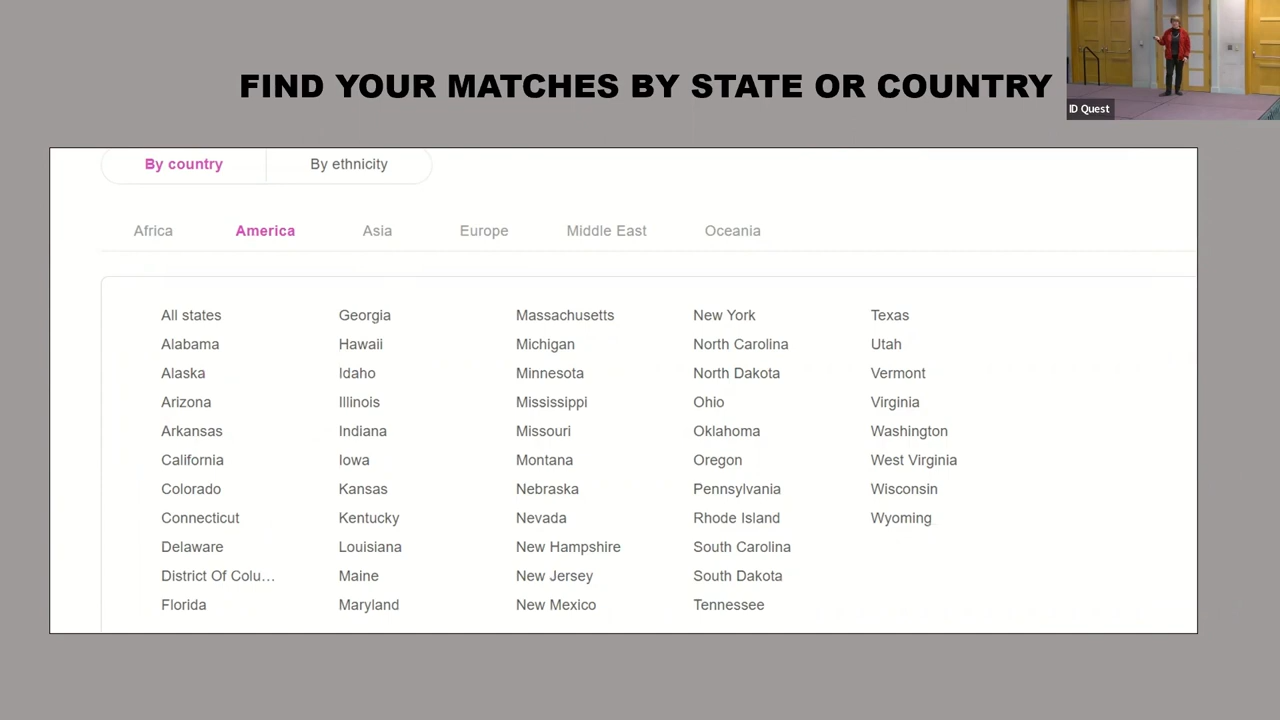 FIND YOUR MATCHES BY STATE OR COUNTRY
ID Quest
By country By ethnicity
Africa America Asia Europe Middle East Oceania
All states Georgia Massachusetts New York Texas
Alabama Hawaii Michigan North Carolina Utah
Alaska Idaho Minnesota North Dakota Vermont
Arizona Illinois Mississippi Ohio Virginia
Arkansas Indiana Missouri Oklahoma Washington
California Iowa Montana Oregon West Virginia
Colorado Kansas Nebraska Pennsylvania Wisconsin
Connecticut Kentucky Nevada Rhode Island Wyoming
Delaware Louisiana New Hampshire South Carolina
District Of Colu… Maine New Jersey South Dakota
Florida Maryland New Mexico Tennessee